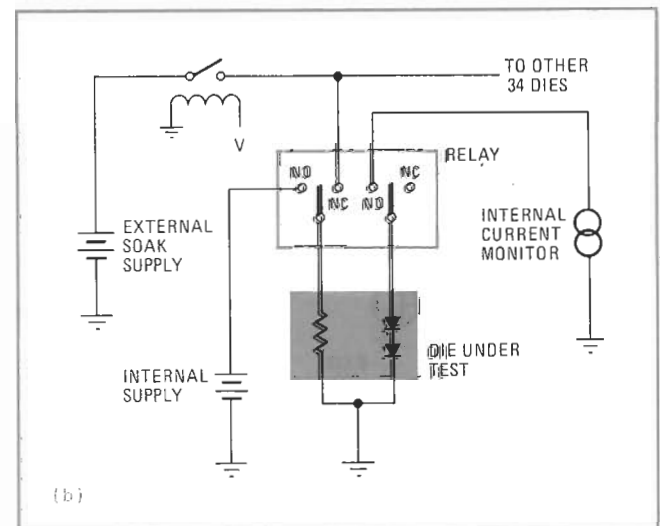 TO OTHER
34 DIES
V
RELAY
NO
NC
NO
NC
EXTERNAL
SOAK
SUPPLY
INTERNAL
CURRENT
MONITOR
DIE UNDER
TEST
INTERNAL
SUPPLY
(b)